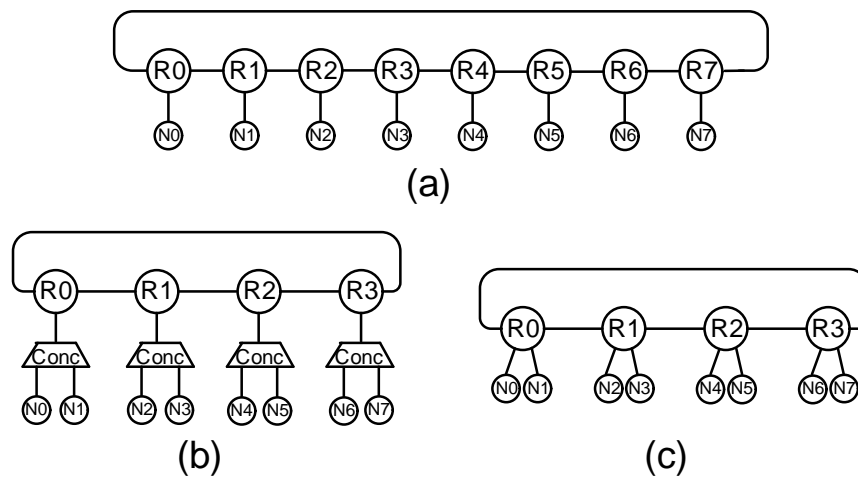 R0 R1 R2 R3 R4 R5 R6 R7
N0 N1 N2 N3 N4 N5 N6 N7
(a)
R0 R1 R2 R3
Conc Conc Conc Conc
N0 N1 N2 N3 N4 N5 N6 N7
(b)
R0 R1 R2 R3
N0 N1 N2 N3 N4 N5 N6 N7
(c)